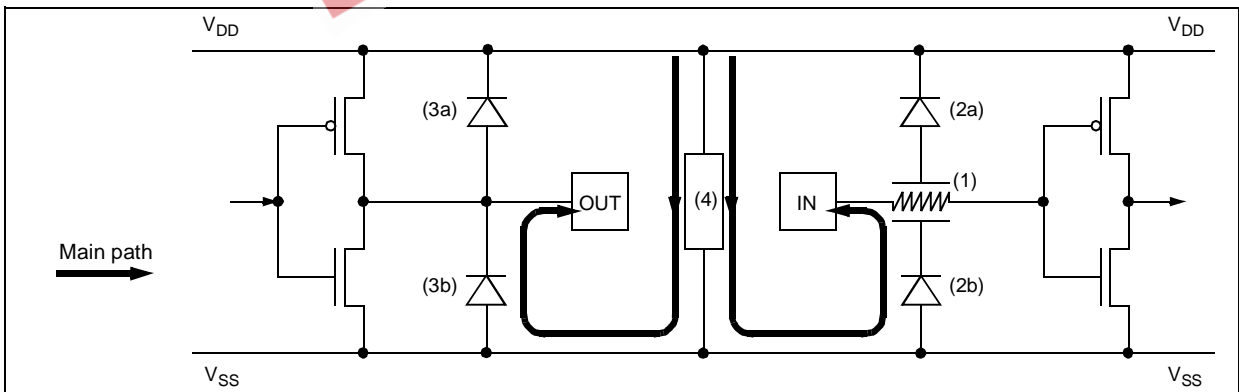 VDD VDD
(3a) (2a)
(1)
OUT (4) IN
Main path
(3b) (2b)
VSS VSS